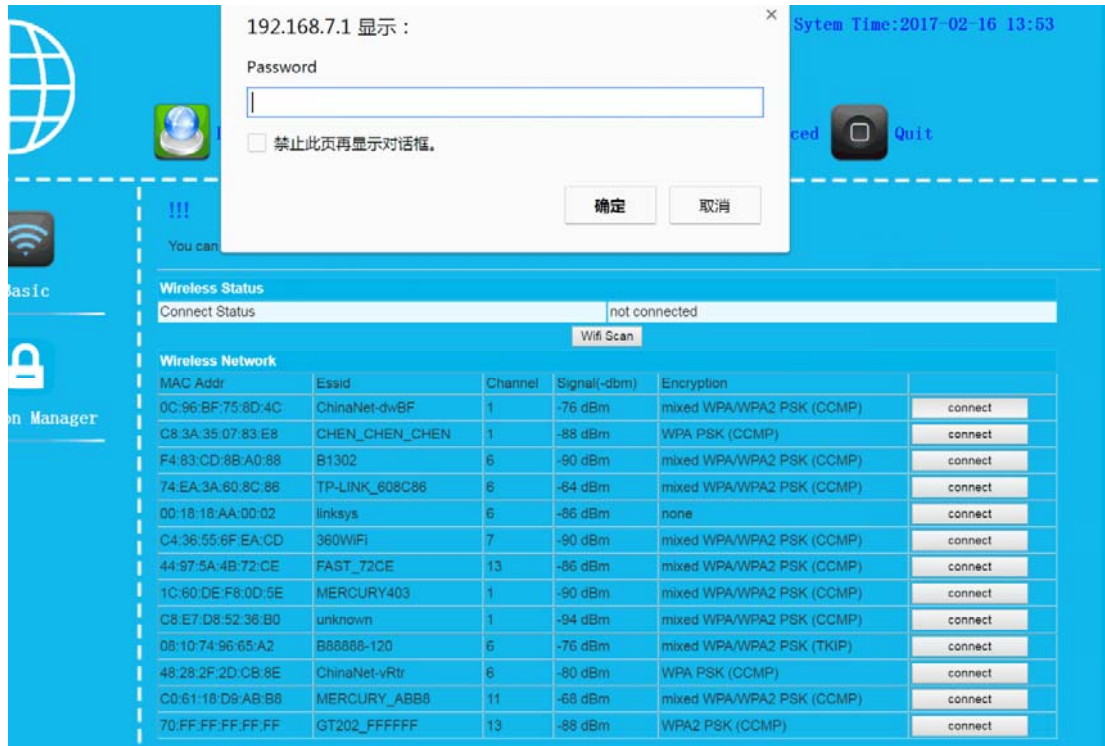 192.168.7.1 显示：
Sytem Time:2017-02-16 13:53
Password
禁止此页再显示对话框。
Quit
确定 取消
!!!
You can
Wireless Status
Connect Status not connected
Wifi Scan
Wireless Network
MAC Addr Essid Channel Signal(-dbm) Encryption
0C:96:BF:75:8D:4C ChinaNet-dwBF 1 -76 dBm mixed WPA/WPA2 PSK (CCMP) connect
C8:3A:35:07:83:E8 CHEN_CHEN_CHEN 1 -88 dBm WPA PSK (CCMP) connect
F4:83:CD:8B:A0:88 B1302 6 -90 dBm mixed WPA/WPA2 PSK (CCMP) connect
74:EA:3A:60:8C:86 TP-LINK_608C86 6 -64 dBm mixed WPA/WPA2 PSK (CCMP) connect
00:18:18:AA:00:02 linksys 6 -86 dBm none connect
C4:36:55:6F:EA:CD 360WiFi 7 -90 dBm mixed WPA/WPA2 PSK (CCMP) connect
44:97:5A:4B:72:CE FAST_72CE 13 -86 dBm mixed WPA/WPA2 PSK (CCMP) connect
1C:60:DE:F8:0D:5E MERCURY403 1 -90 dBm mixed WPA/WPA2 PSK (CCMP) connect
C8:E7:D8:52:36:B0 unknown 1 -94 dBm mixed WPA/WPA2 PSK (CCMP) connect
08:10:74:96:65:A2 B88888-120 6 -76 dBm mixed WPA/WPA2 PSK (TKIP) connect
48:28:2F:2D:CB:8E ChinaNet-vRtr 6 -80 dBm WPA PSK (CCMP) connect
C0:61:18:D9:AB:B8 MERCURY_ABB8 11 -68 dBm mixed WPA/WPA2 PSK (CCMP) connect
70:FF:FF:FF:FF:FF GT202_FFFFFF 13 -88 dBm WPA2 PSK (CCMP) connect
asic
on Manager